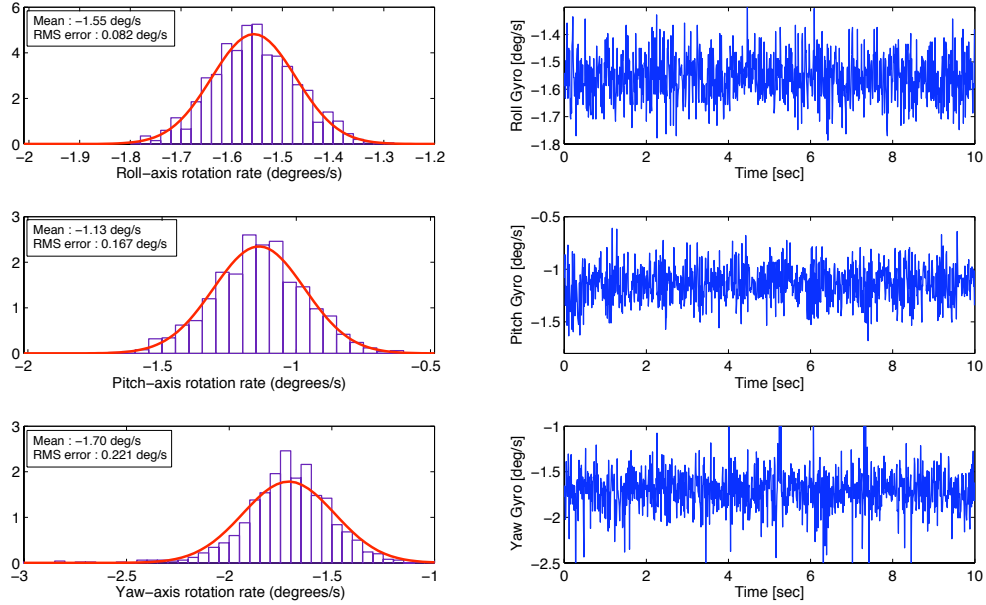 Mean : −1.55 deg/s
RMS error : 0.082 deg/s
6
4
2
0
−2 −1.9 −1.8 −1.7 −1.6 −1.5 −1.4 −1.3 −1.2
Roll−axis rotation rate (degrees/s)
Roll Gyro [deg/s]
−1.4
−1.5
−1.6
−1.7
−1.8
0 2 4 6 8 10
Time [sec]
Mean : −1.13 deg/s
RMS error : 0.167 deg/s
3
2
1
0
−2 −1.5 −1 −0.5
Pitch−axis rotation rate (degrees/s)
Pitch Gyro [deg/s]
−0.5
−1
−1.5
0 2 4 6 8 10
Time [sec]
Mean : −1.70 deg/s
RMS error : 0.221 deg/s
3
2
1
0
−3 −2.5 −2 −1.5 −1
Yaw−axis rotation rate (degrees/s)
Yaw Gyro [deg/s]
−1
−1.5
−2
−2.5
0 2 4 6 8 10
Time [sec]